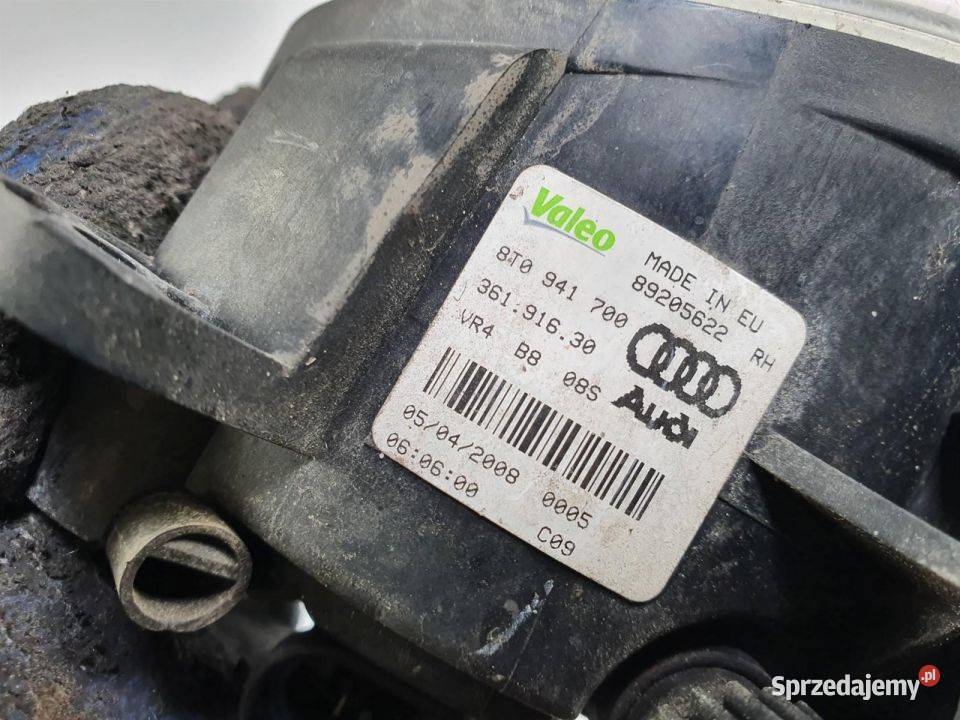 Valeo
MADE IN EU
8T0 941 700
89205622 RH
361.916.30
VR4 B8 08S
Audi
05/04/2008 0005
06:06:00
C09
Sprzedajemy.pl